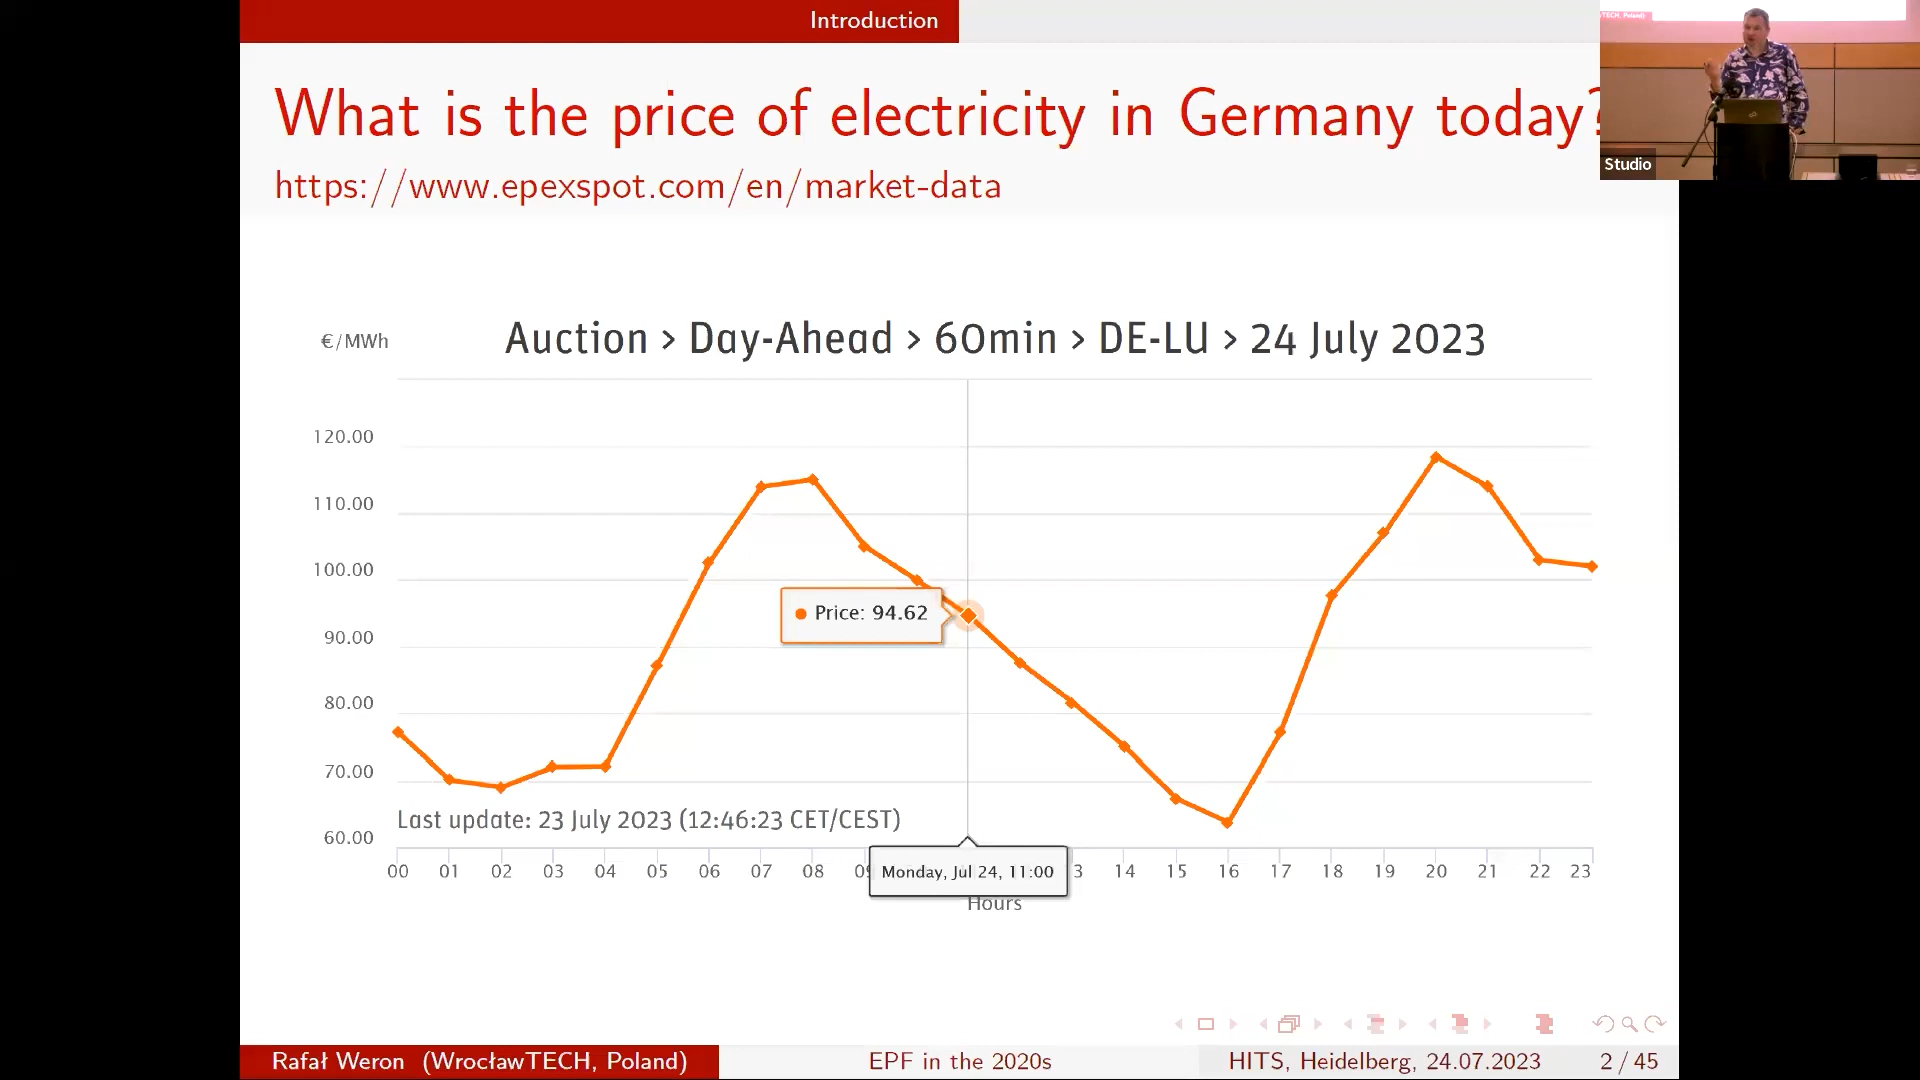 Introduction
What is the price of electricity in Germany today?
https://www.epexspot.com/en/market-data
TECH, Poland)
Studio
€/MWh
Auction > Day-Ahead > 60min > DE-LU > 24 July 2023
120.00
110.00
100.00
90.00
80.00
70.00
60.00
Price: 94.62
Last update: 23 July 2023 (12:46:23 CET/CEST)
00 01 02 03 04 05 06 07 08 09 3 14 15 16 17 18 19 20 21 22 23
Monday, Jul 24, 11:00
Hours
Rafał Weron (WrocławTECH, Poland) EPF in the 2020s HITS, Heidelberg, 24.07.2023 2 / 45